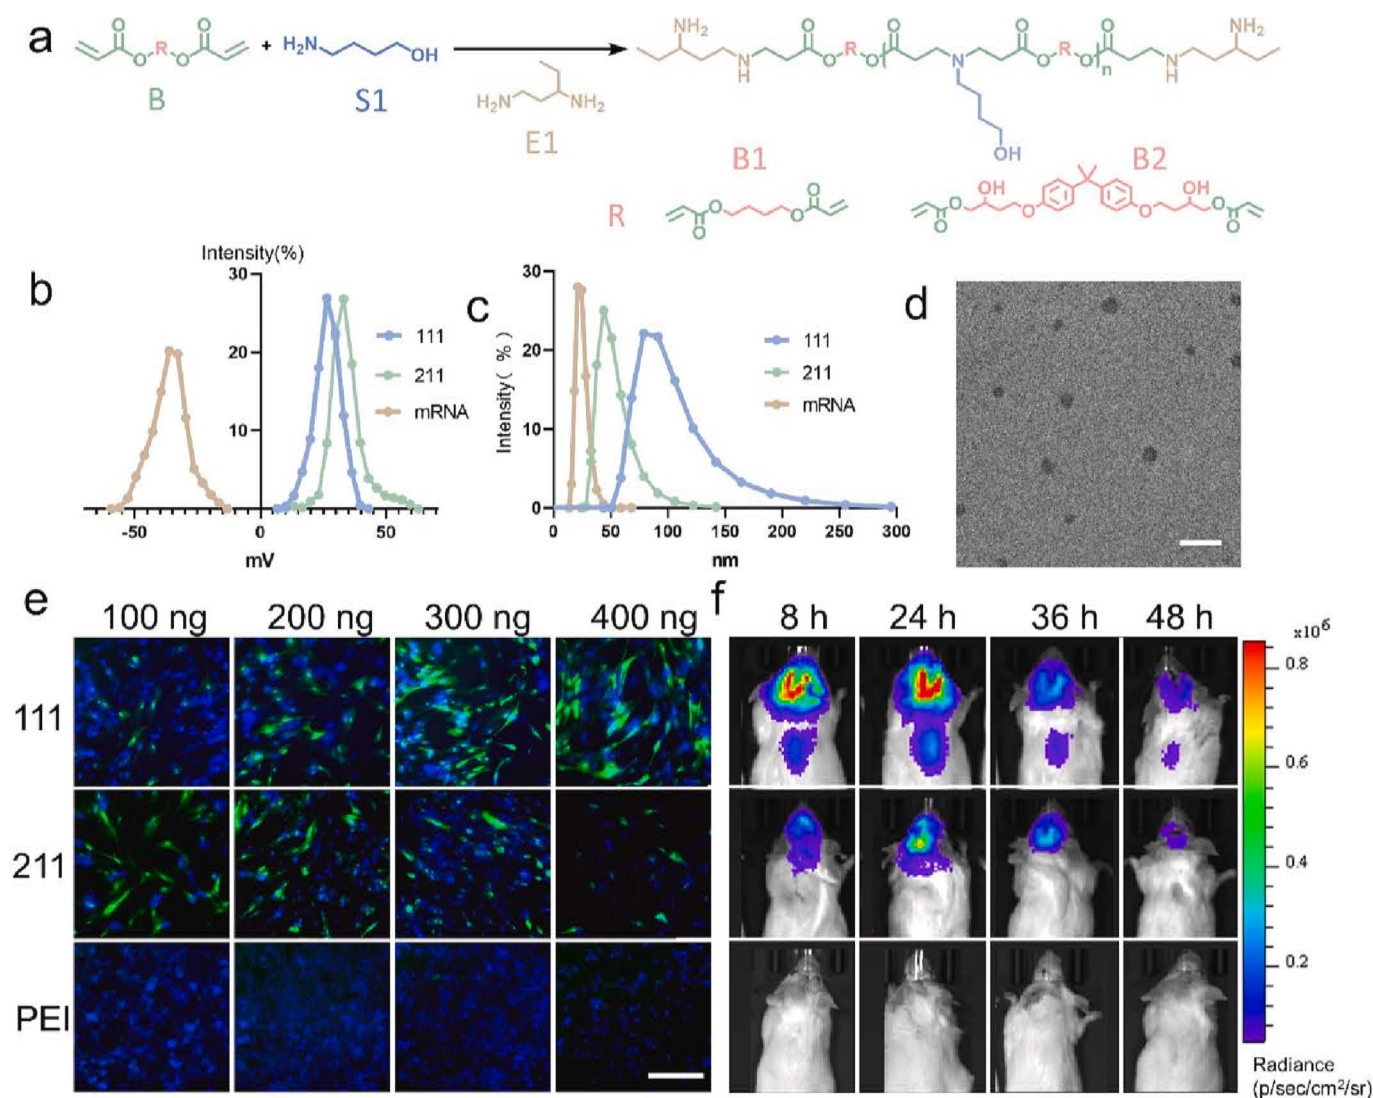 a
O
O
R
O
O
+
H₂N
OH
B
S1
H₂N
NH₂
E1
NH₂
N
H
O
O
R
O
O
N
O
O
R
O
n
O
N
H
NH₂
OH
B1
B2
R
O
O
O
O
O
O
OH
O
O
OH
O
O
b
Intensity(%)
30
20
10
-50
0
50
mV
111
211
mRNA
c
Intensity( %)
30
20
10
0
0
50
100
150
200
250
300
nm
111
211
mRNA
d
e
100 ng
200 ng
300 ng
400 ng
111
211
PEI
f
8 h
24 h
36 h
48 h
x10⁶
0.8
0.6
0.4
0.2
Radiance
(p/sec/cm²/sr)